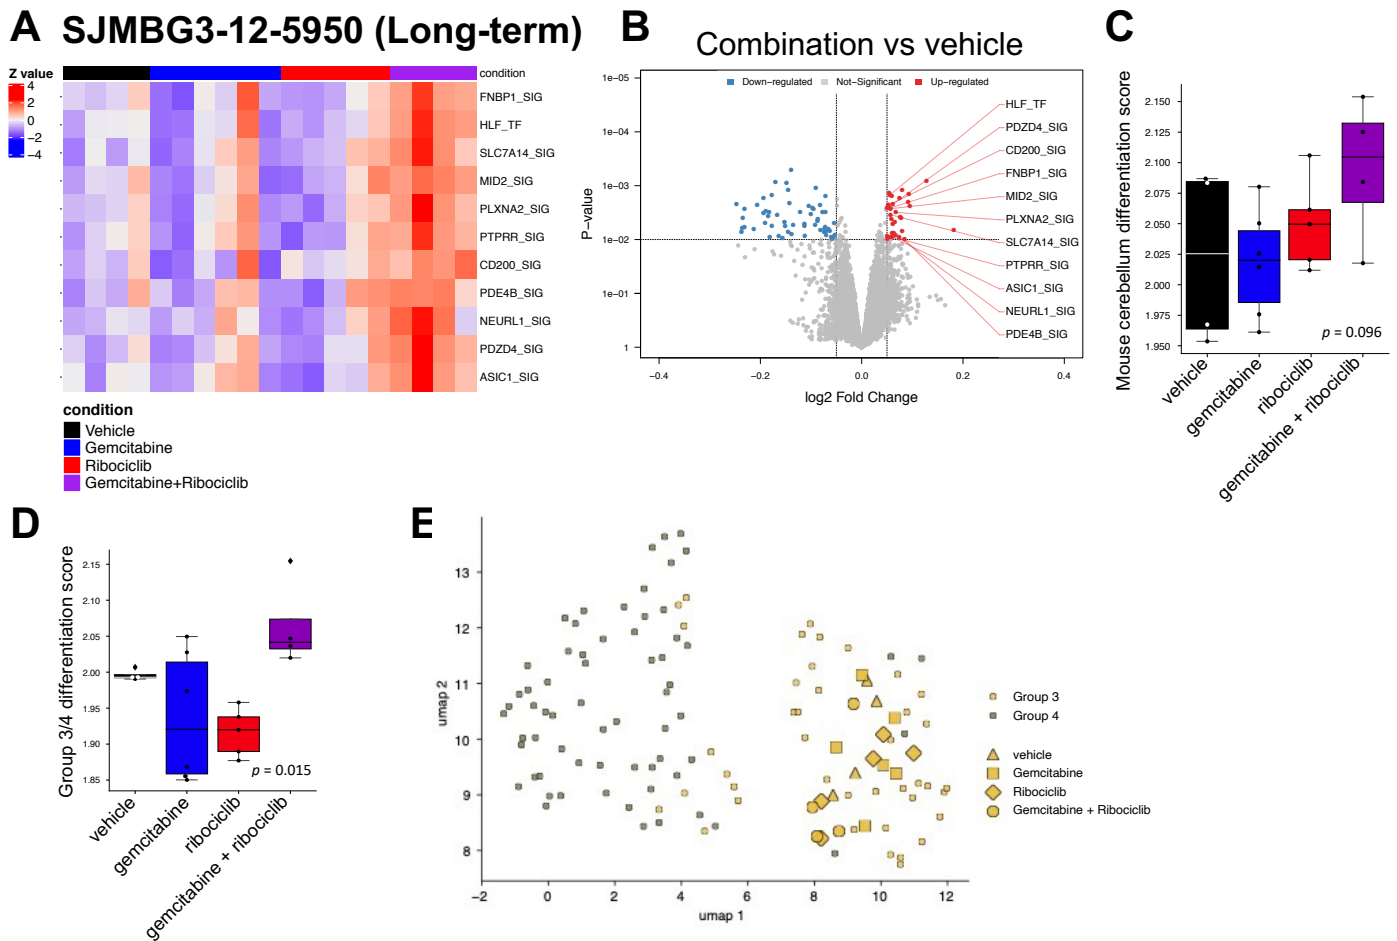 A SJMBG3-12-5950 (Long-term)
Z value
4
2
0
−2
−4
condition
FNBP1_SIG
HLF_TF
SLC7A14_SIG
MID2_SIG
PLXNA2_SIG
PTPRR_SIG
CD200_SIG
PDE4B_SIG
NEURL1_SIG
PDZD4_SIG
ASIC1_SIG
condition
Vehicle
Gemcitabine
Ribociclib
Gemcitabine+Ribociclib
B
Combination vs vehicle
Down−regulated Not−Significant Up−regulated
P−value
1e−05
1e−04
1e−03
1e−02
1e−01
1
HLF_TF
PDZD4_SIG
CD200_SIG
FNBP1_SIG
MID2_SIG
PLXNA2_SIG
SLC7A14_SIG
PTPRR_SIG
ASIC1_SIG
NEURL1_SIG
PDE4B_SIG
−0.4 −0.2 0.0 0.2 0.4
log2 Fold Change
C
Mouse cerebellum differentiation score
2.150
2.125
2.100
2.075
2.050
2.025
2.000
1.975
1.950
p = 0.096
vehicle
gemcitabine
ribociclib
gemcitabine + ribociclib
D
Group 3/4 differentiation score
2.15
2.10
2.05
2.00
1.95
1.90
1.85
p = 0.015
vehicle
gemcitabine
ribociclib
gemcitabine + ribociclib
E
umap 2
13
12
11
10
9
8
−2 0 2 4 6 8 10 12
umap 1
Group 3
Group 4
vehicle
Gemcitabine
Ribociclib
Gemcitabine + Ribociclib